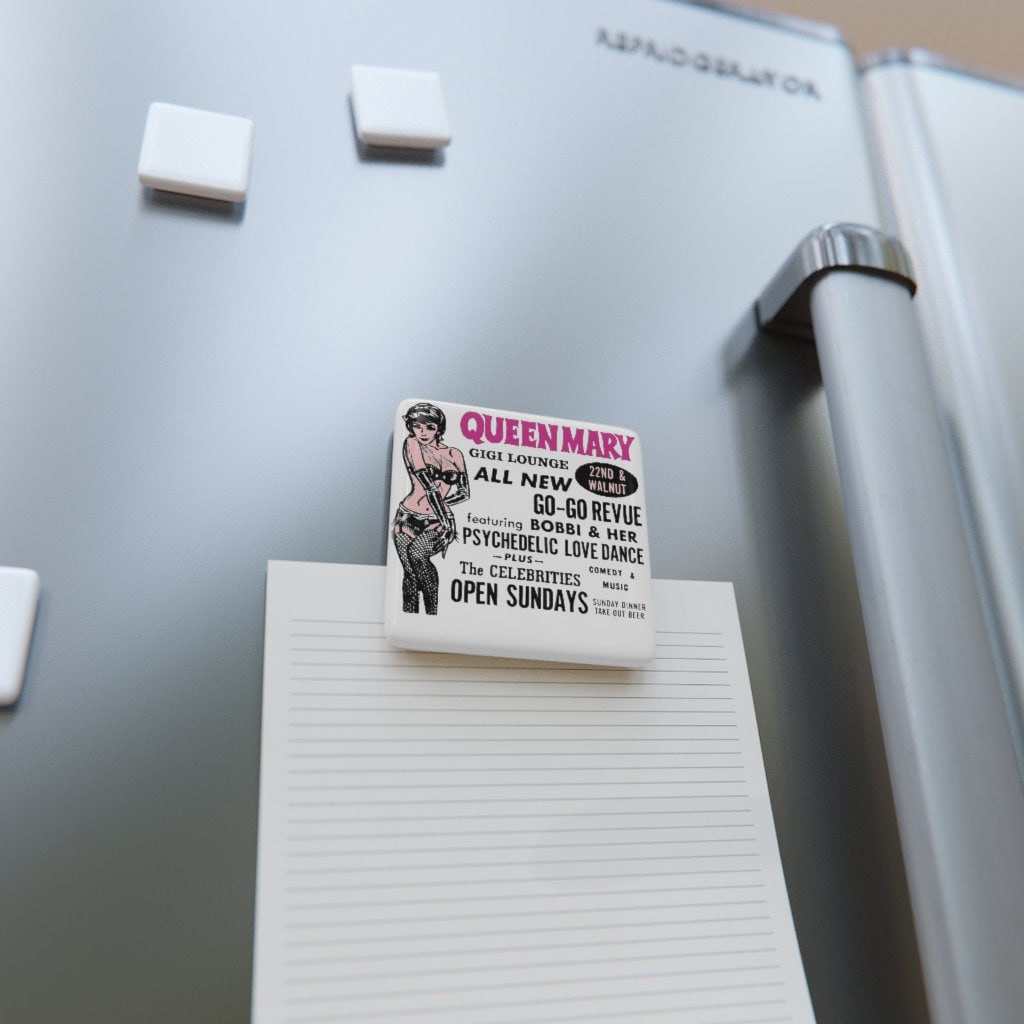 REFRIDGERATOR
QUEEN MARY
GIGI LOUNGE
ALL NEW
22ND &
WALNUT
GO-GO REVUE
featuring BOBBI & HER
PSYCHEDELIC LOVE DANCE
—PLUS—
The CELEBRITIES
COMEDY &
MUSIC
OPEN SUNDAYS
SUNDAY DINNER
TAKE OUT BEER